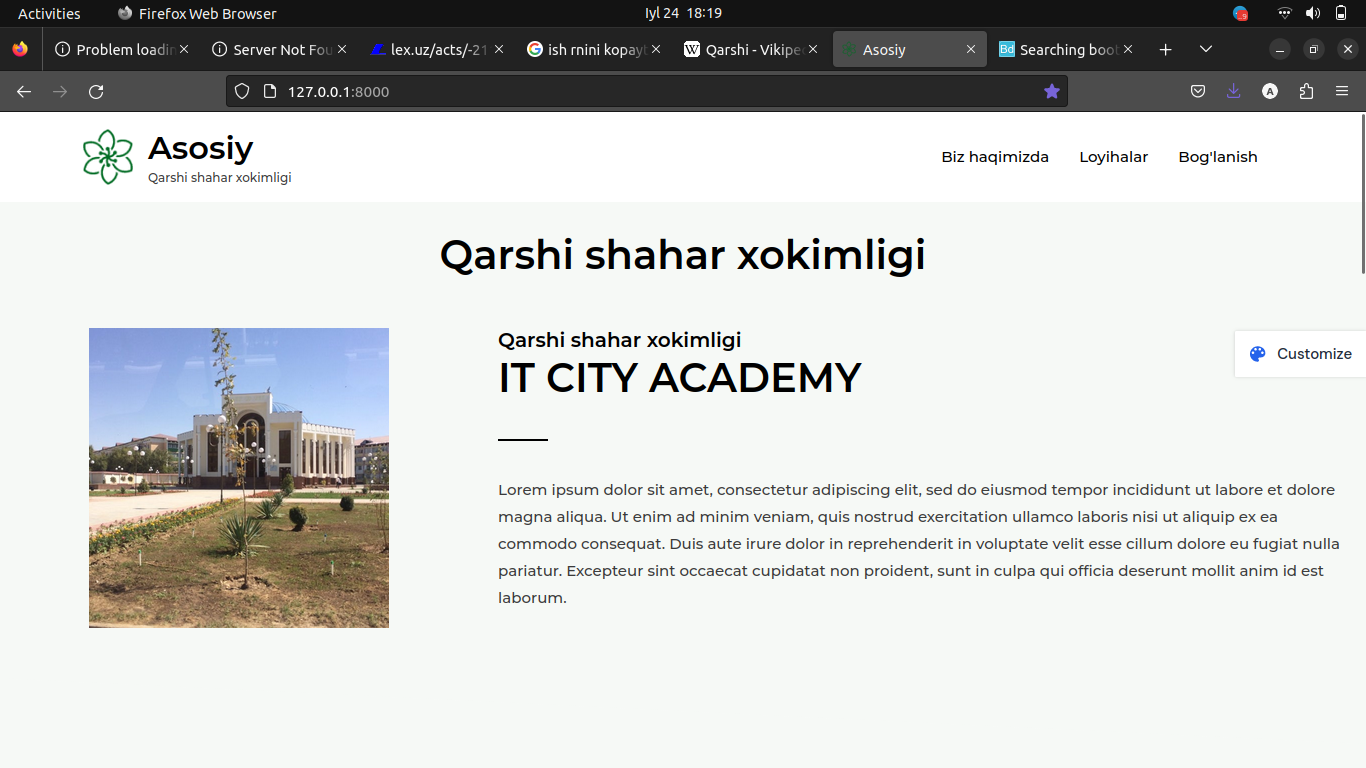 Activities
Firefox Web Browser
Iyl 24 18:19
9
Problem loadin
Server Not Fou
lex.uz/acts/-21
ish rnini kopayt
W
Qarshi - Vikiped
Asosiy
Bd
Searching boot
127.0.0.1:8000
A
Asosiy
Qarshi shahar xokimligi
Biz haqimizda
Loyihalar
Bog'lanish
Qarshi shahar xokimligi
Qarshi shahar xokimligi
IT CITY ACADEMY
Customize
Lorem ipsum dolor sit amet, consectetur adipiscing elit, sed do eiusmod tempor incididunt ut labore et dolore
magna aliqua. Ut enim ad minim veniam, quis nostrud exercitation ullamco laboris nisi ut aliquip ex ea
commodo consequat. Duis aute irure dolor in reprehenderit in voluptate velit esse cillum dolore eu fugiat nulla
pariatur. Excepteur sint occaecat cupidatat non proident, sunt in culpa qui officia deserunt mollit anim id est
laborum.